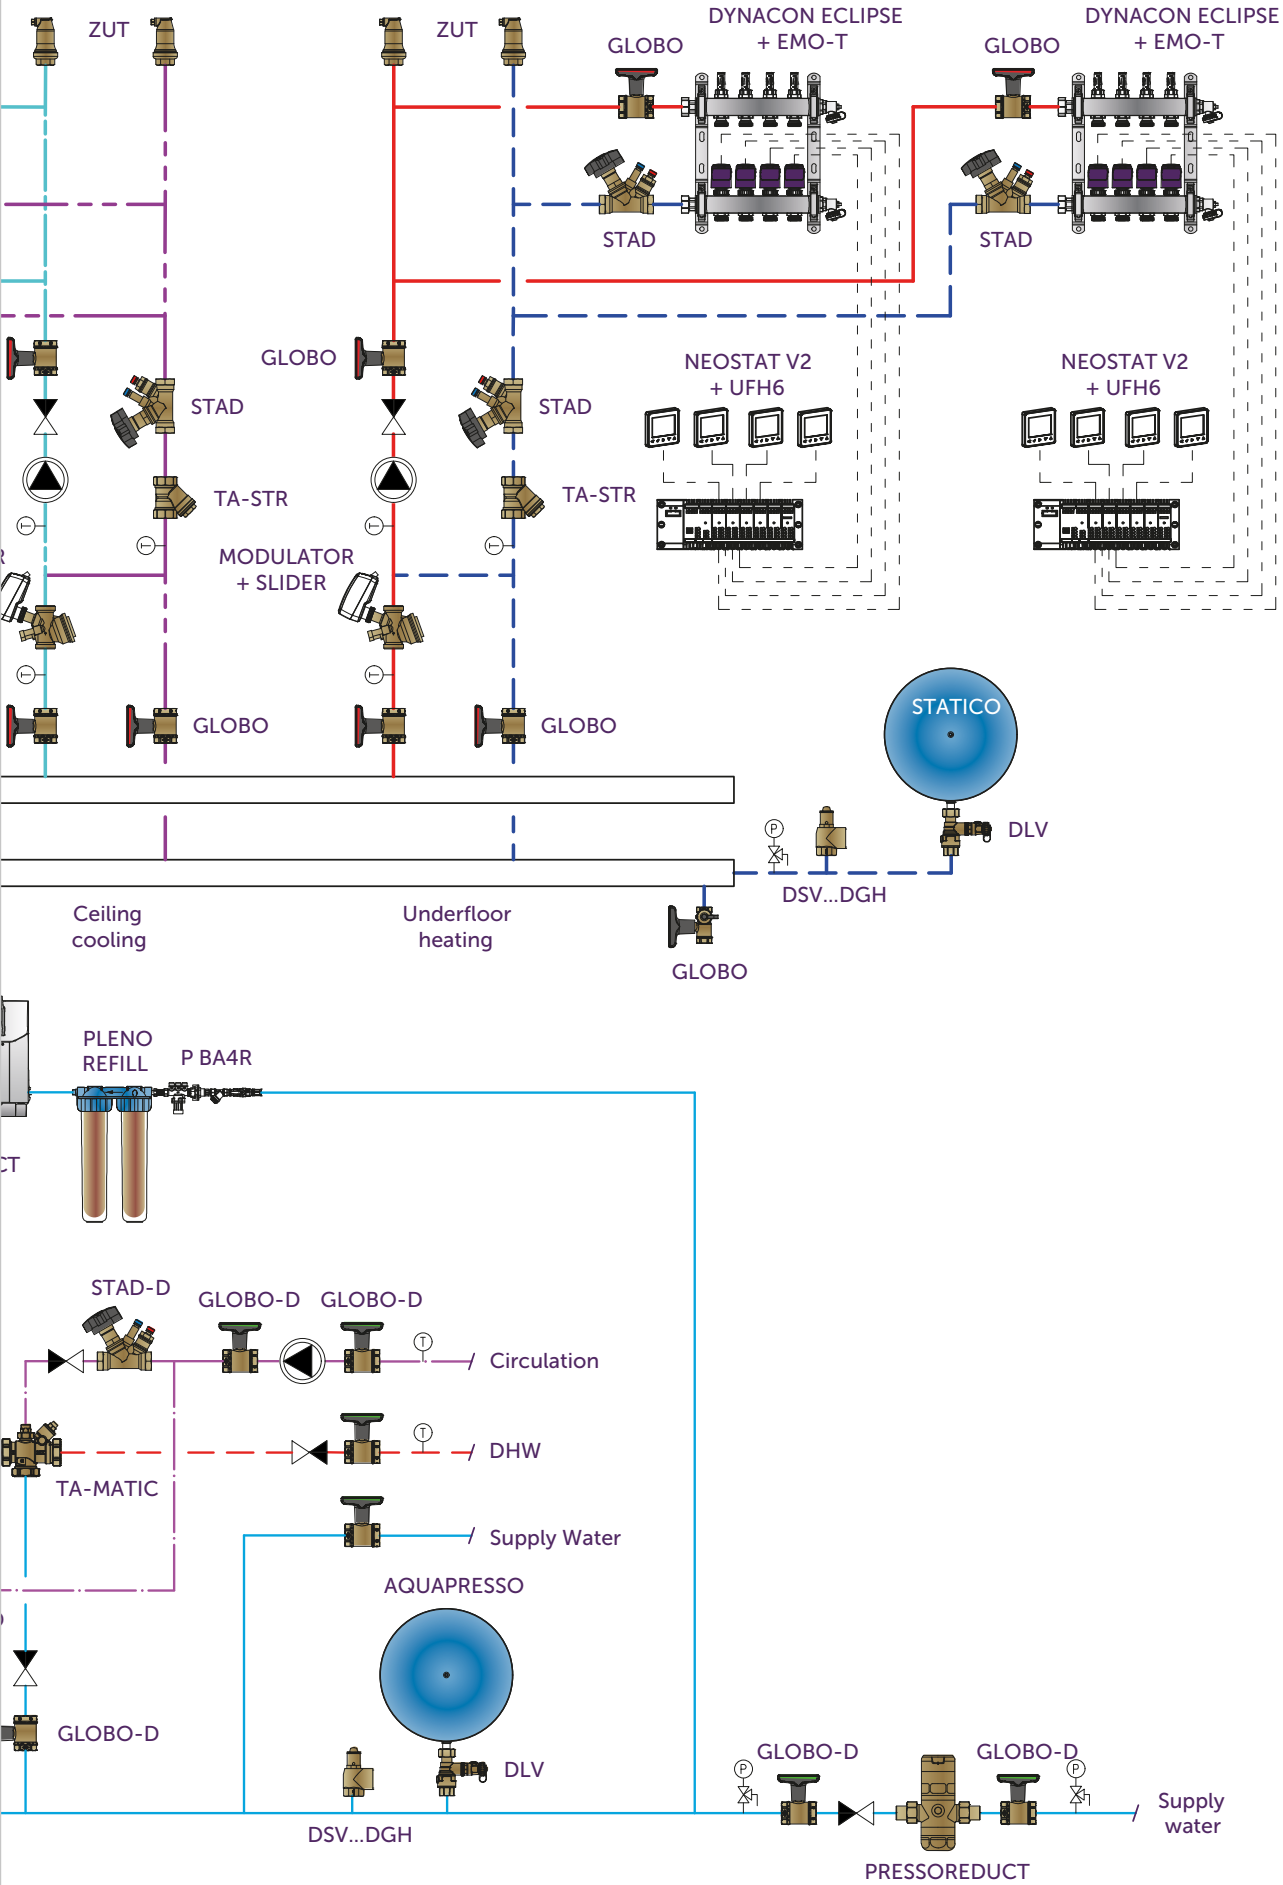 ZUT
ZUT
DYNACON ECLIPSE
+ EMO-T
DYNACON ECLIPSE
+ EMO-T
GLOBO
GLOBO
STAD
STAD
GLOBO
NEOSTAT V2
+ UFH6
NEOSTAT V2
+ UFH6
STAD
STAD
TA-STR
TA-STR
T
T
T
T
R
MODULATOR
+ SLIDER
T
T
GLOBO
GLOBO
STATICO
P
DLV
DSV...DGH
Ceiling
cooling
Underfloor
heating
GLOBO
PLENO
REFILL
P BA4R
CT
STAD-D
GLOBO-D
GLOBO-D
T
Circulation
T
DHW
TA-MATIC
Supply Water
AQUAPRESSO
GLOBO-D
DLV
DSV...DGH
P
GLOBO-D
GLOBO-D
P
Supply
water
PRESSOREDUCT